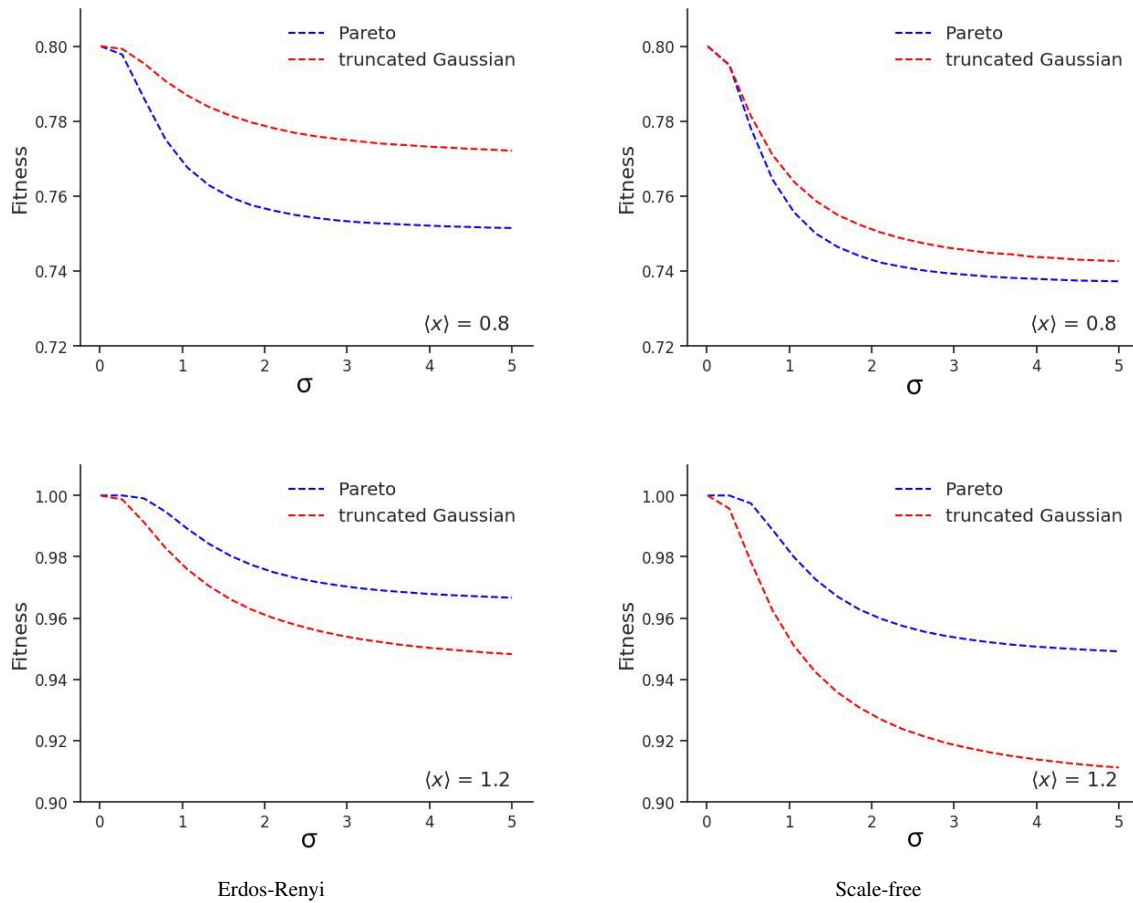 Pareto
truncated Gaussian
0.80
0.78
0.76
0.74
0.72
Fitness
⟨x⟩ = 0.8
0 1 2 3 4 5
σ
Pareto
truncated Gaussian
0.80
0.78
0.76
0.74
0.72
Fitness
⟨x⟩ = 0.8
0 1 2 3 4 5
σ
Pareto
truncated Gaussian
1.00
0.98
0.96
0.94
0.92
0.90
Fitness
⟨x⟩ = 1.2
0 1 2 3 4 5
σ
Pareto
truncated Gaussian
1.00
0.98
0.96
0.94
0.92
0.90
Fitness
⟨x⟩ = 1.2
0 1 2 3 4 5
σ
Erdos-Renyi
Scale-free